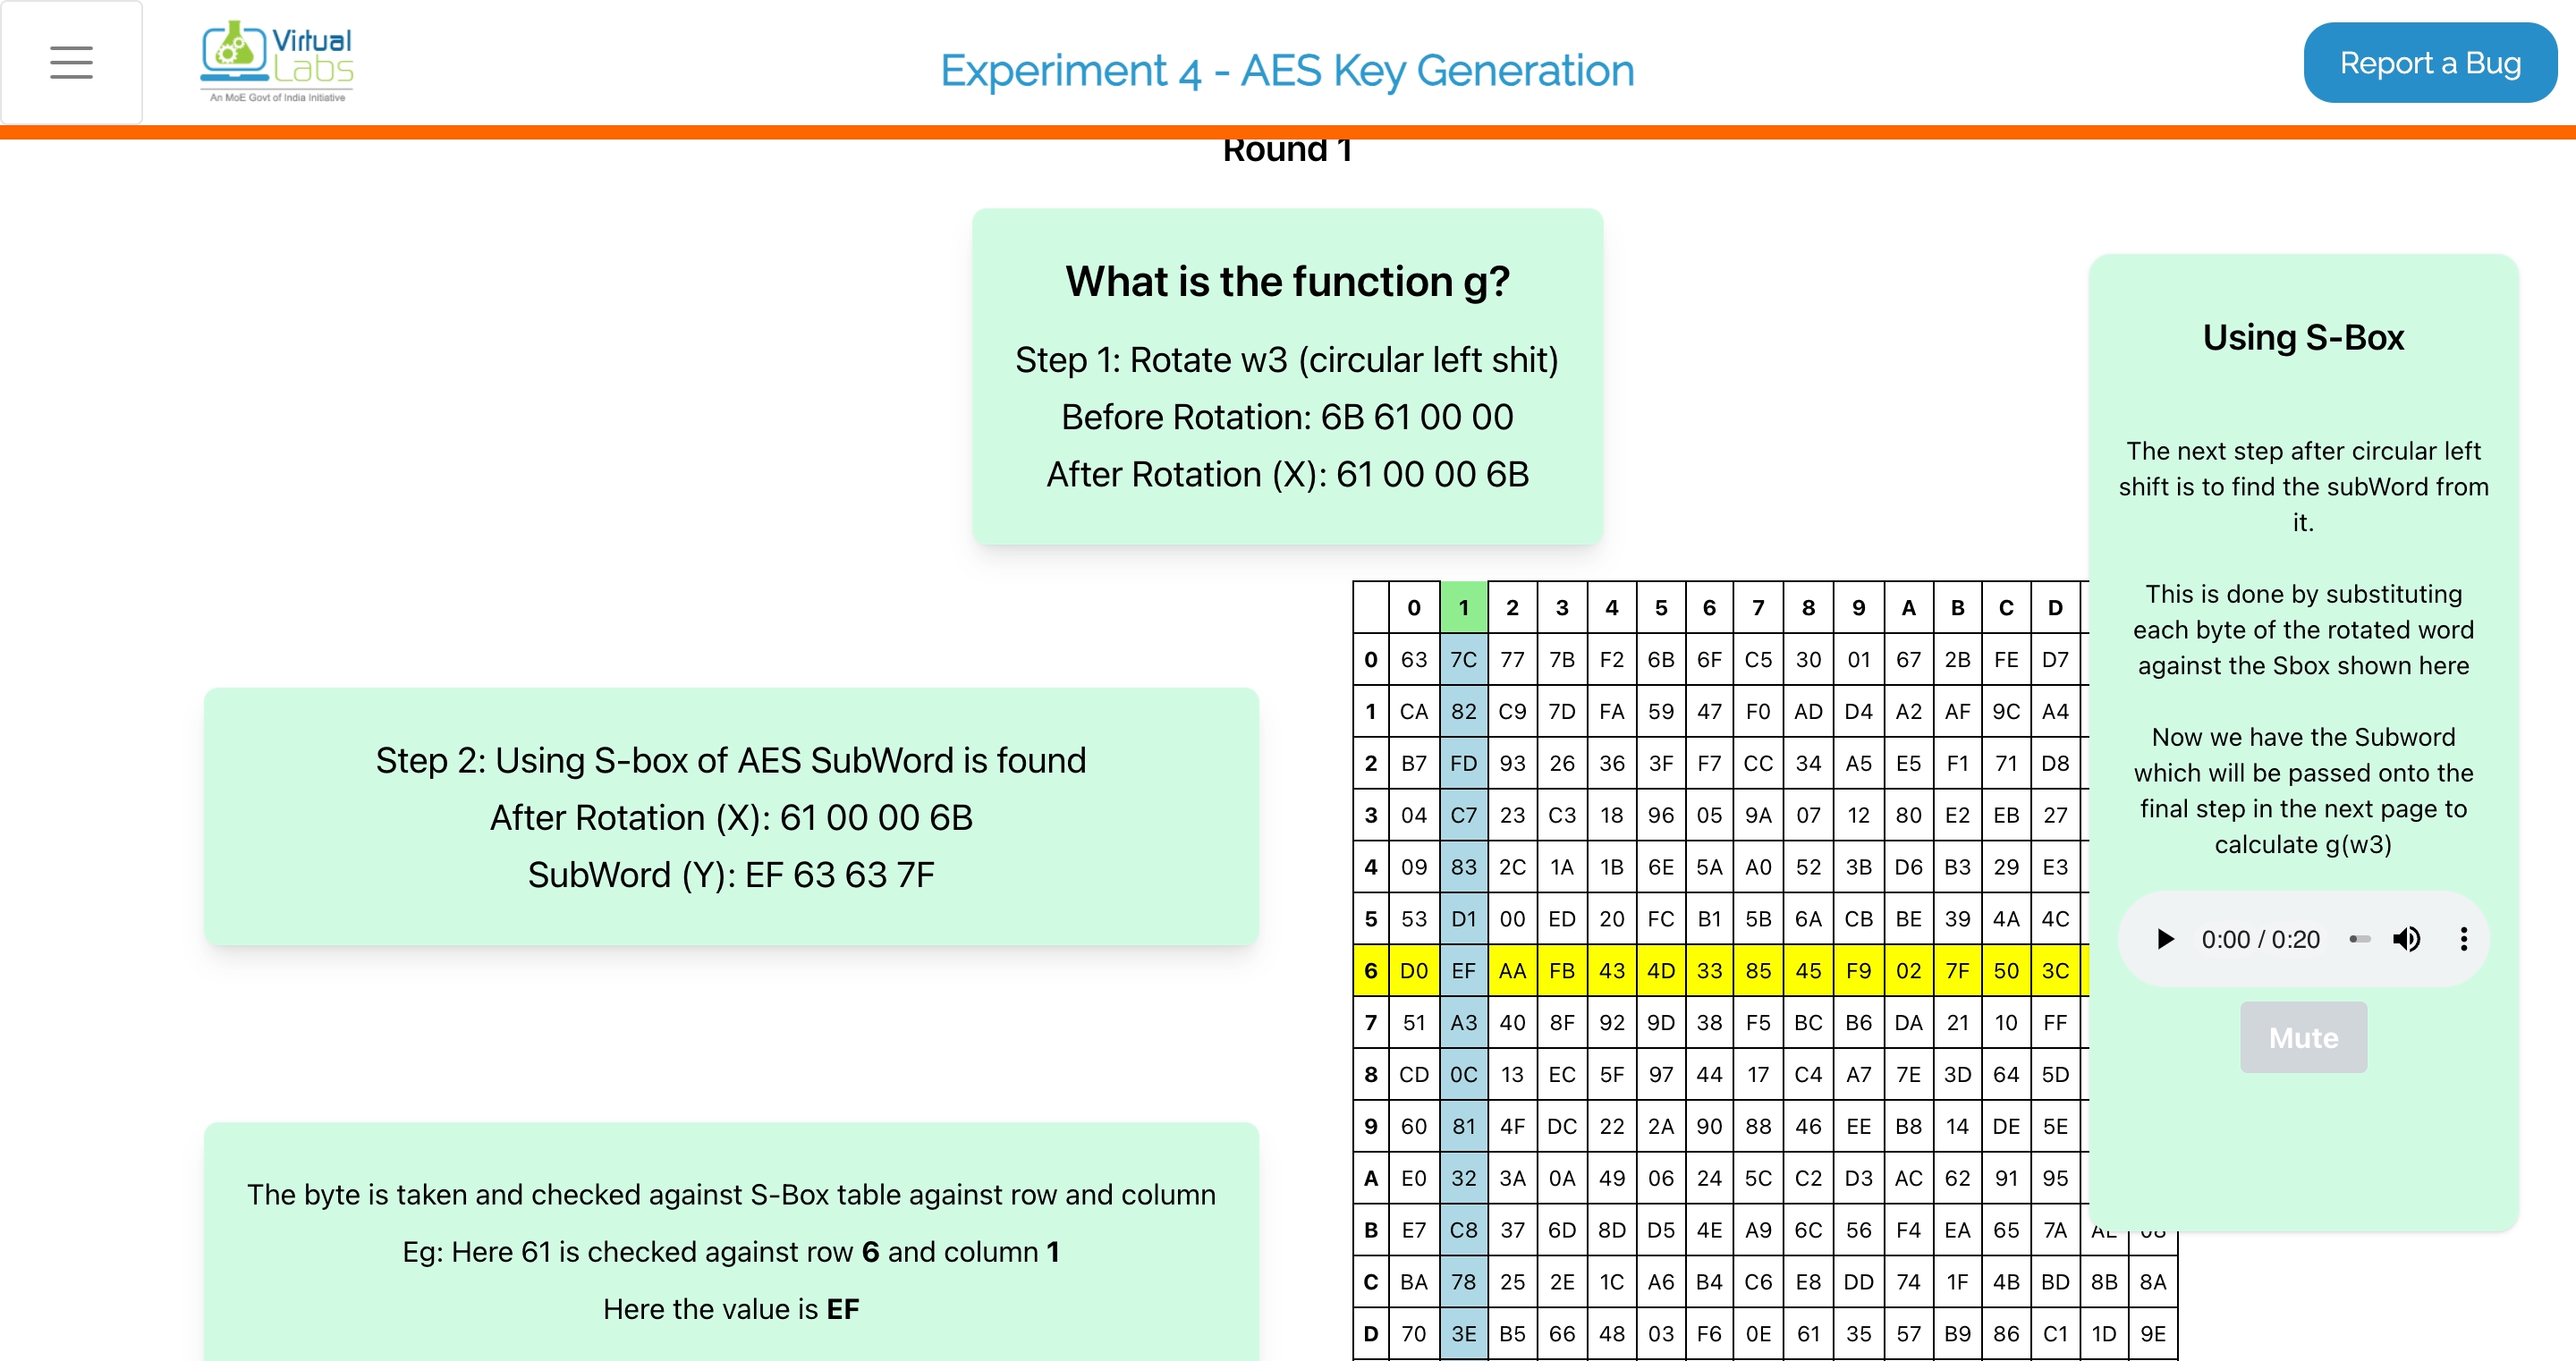 Virtual
Labs
An MoE Govt of India Initiative
Experiment 4 - AES Key Generation
Report a Bug
Round 1
What is the function g?
Step 1: Rotate w3 (circular left shit)
Before Rotation: 6B 61 00 00
After Rotation (X): 61 00 00 6B
Step 2: Using S-box of AES SubWord is found
After Rotation (X): 61 00 00 6B
SubWord (Y): EF 63 63 7F
The byte is taken and checked against S-Box table against row and column
Eg: Here 61 is checked against row 6 and column 1
Here the value is EF
0 1 2 3 4 5 6 7 8 9 A B C D
0 63 7C 77 7B F2 6B 6F C5 30 01 67 2B FE D7
1 CA 82 C9 7D FA 59 47 F0 AD D4 A2 AF 9C A4
2 B7 FD 93 26 36 3F F7 CC 34 A5 E5 F1 71 D8
3 04 C7 23 C3 18 96 05 9A 07 12 80 E2 EB 27
4 09 83 2C 1A 1B 6E 5A A0 52 3B D6 B3 29 E3
5 53 D1 00 ED 20 FC B1 5B 6A CB BE 39 4A 4C
6 D0 EF AA FB 43 4D 33 85 45 F9 02 7F 50 3C
7 51 A3 40 8F 92 9D 38 F5 BC B6 DA 21 10 FF
8 CD 0C 13 EC 5F 97 44 17 C4 A7 7E 3D 64 5D
9 60 81 4F DC 22 2A 90 88 46 EE B8 14 DE 5E
A E0 32 3A 0A 49 06 24 5C C2 D3 AC 62 91 95
B E7 C8 37 6D 8D D5 4E A9 6C 56 F4 EA 65 7A
C BA 78 25 2E 1C A6 B4 C6 E8 DD 74 1F 4B BD 8B 8A
D 70 3E B5 66 48 03 F6 0E 61 35 57 B9 86 C1 1D 9E
Using S-Box
The next step after circular left
shift is to find the subWord from
it.
This is done by substituting
each byte of the rotated word
against the Sbox shown here
Now we have the Subword
which will be passed onto the
final step in the next page to
calculate g(w3)
0:00 / 0:20
Mute